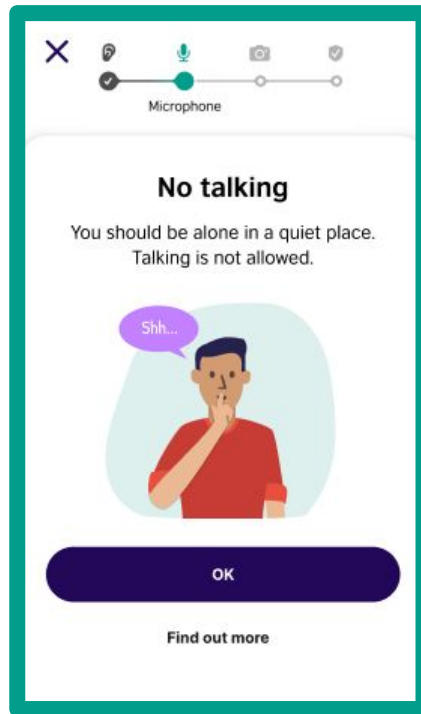 Microphone
No talking
You should be alone in a quiet place.
Talking is not allowed.
Shh...
OK
Find out more